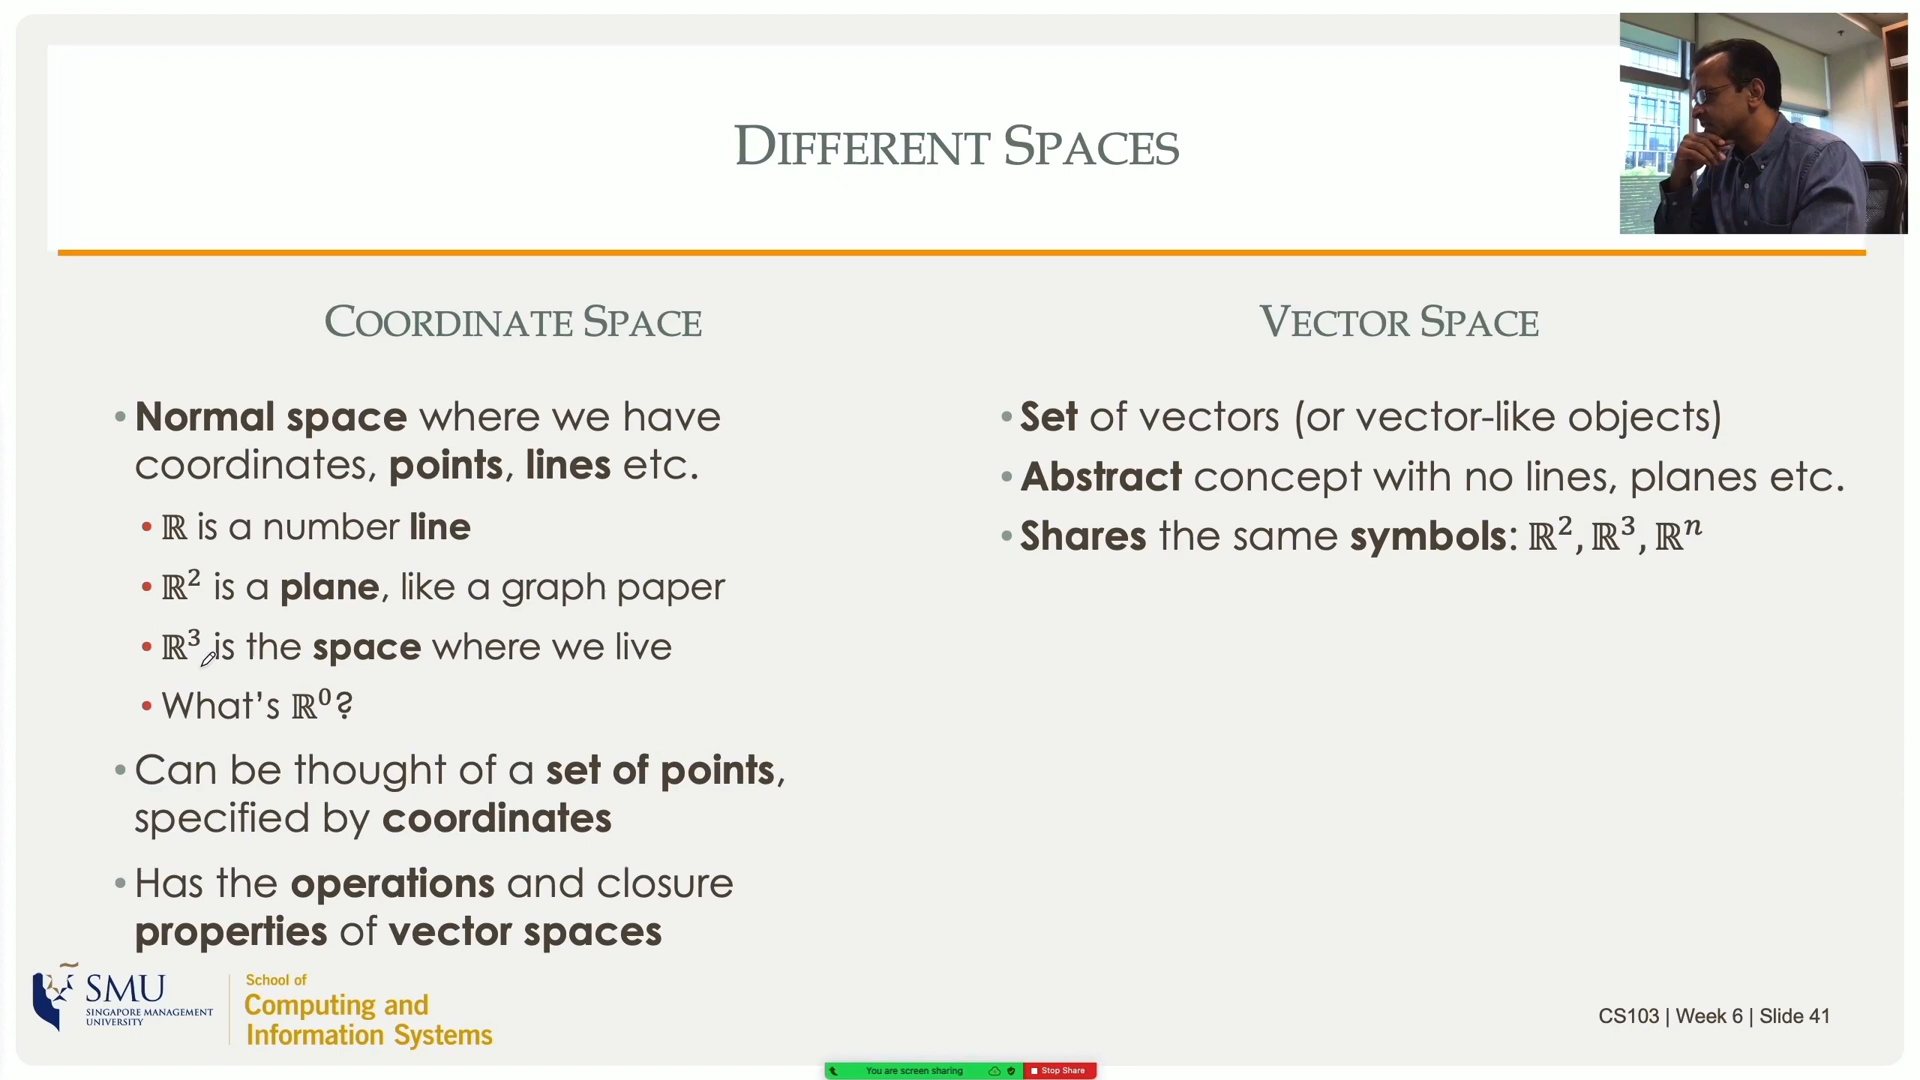 DIFFERENT SPACES
COORDINATE SPACE
• Normal space where we have
coordinates, points, lines etc.
• ℝ is a number line
• ℝ² is a plane, like a graph paper
• ℝ³ is the space where we live
• What's ℝ⁰?
• Can be thought of a set of points,
specified by coordinates
• Has the operations and closure
properties of vector spaces
VECTOR SPACE
• Set of vectors (or vector-like objects)
• Abstract concept with no lines, planes etc.
• Shares the same symbols: ℝ², ℝ³, ℝⁿ
SMU
SINGAPORE MANAGEMENT
UNIVERSITY
School of
Computing and
Information Systems
CS103 | Week 6 | Slide 41
You are screen sharing
Stop Share